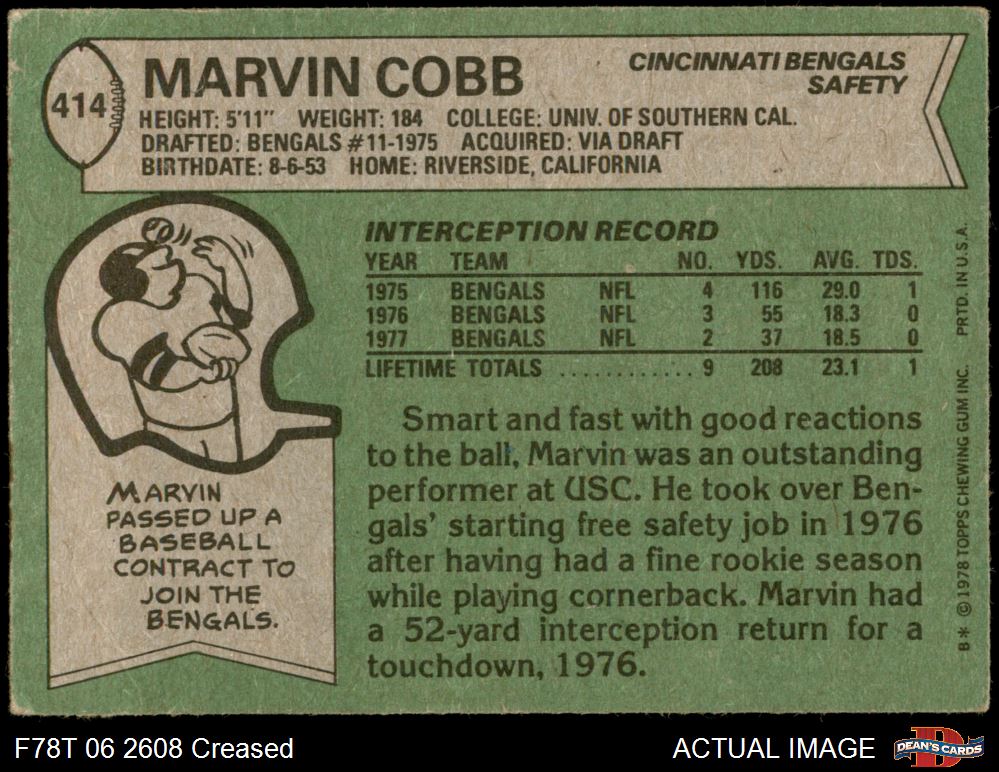 414
MARVIN COBB
CINCINNATI BENGALS
SAFETY
HEIGHT: 5'11" WEIGHT: 184 COLLEGE: UNIV. OF SOUTHERN CAL.
DRAFTED: BENGALS #11-1975 ACQUIRED: VIA DRAFT
BIRTHDATE: 8-6-53 HOME: RIVERSIDE, CALIFORNIA
MARVIN
PASSED UP A
BASEBALL
CONTRACT TO
JOIN THE
BENGALS.
INTERCEPTION RECORD
YEAR TEAM NO. YDS. AVG. TDS.
1975 BENGALS NFL 4 116 29.0 1
1976 BENGALS NFL 3 55 18.3 0
1977 BENGALS NFL 2 37 18.5 0
LIFETIME TOTALS ............ 9 208 23.1 1
Smart and fast with good reactions
to the ball, Marvin was an outstanding
performer at USC. He took over Ben-
gals' starting free safety job in 1976
after having had a fine rookie season
while playing cornerback. Marvin had
a 52-yard interception return for a
touchdown, 1976.
B* © 1978 TOPPS CHEWING GUM INC. PRTD. IN U.S.A.
F78T 06 2608 Creased
ACTUAL IMAGE
D
DEAN'S CARDS